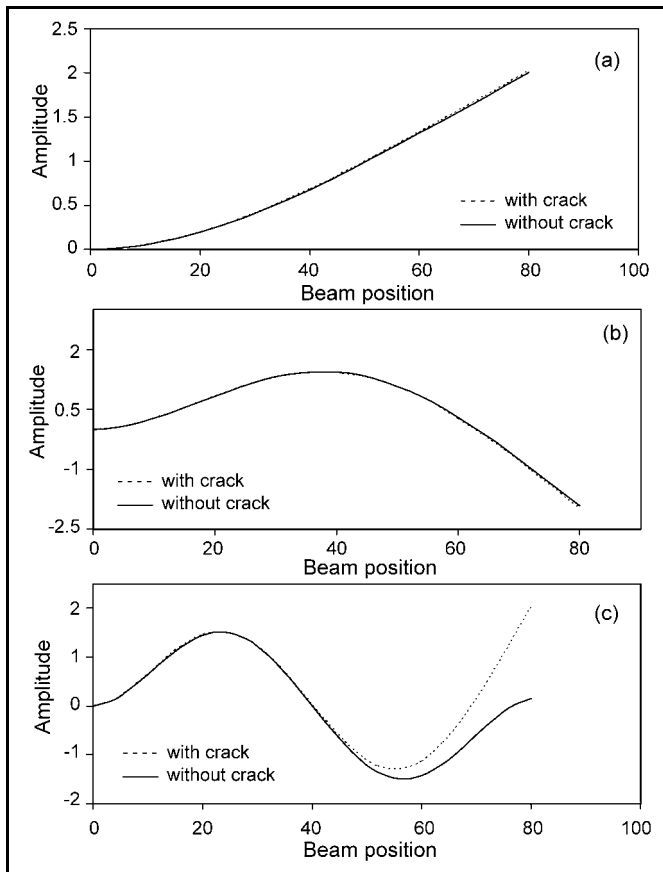 2.5
(a)
2
1.5
Amplitude
1
0.5
with crack
without crack
0
0 20 40 60 80 100
Beam position
(b)
2
Amplitude
0.5
-1
with crack
without crack
-2.5
0 20 40 60 80
Beam position
(c)
2
1
Amplitude
0
-1
with crack
without crack
-2
0 20 40 60 80 100
Beam position